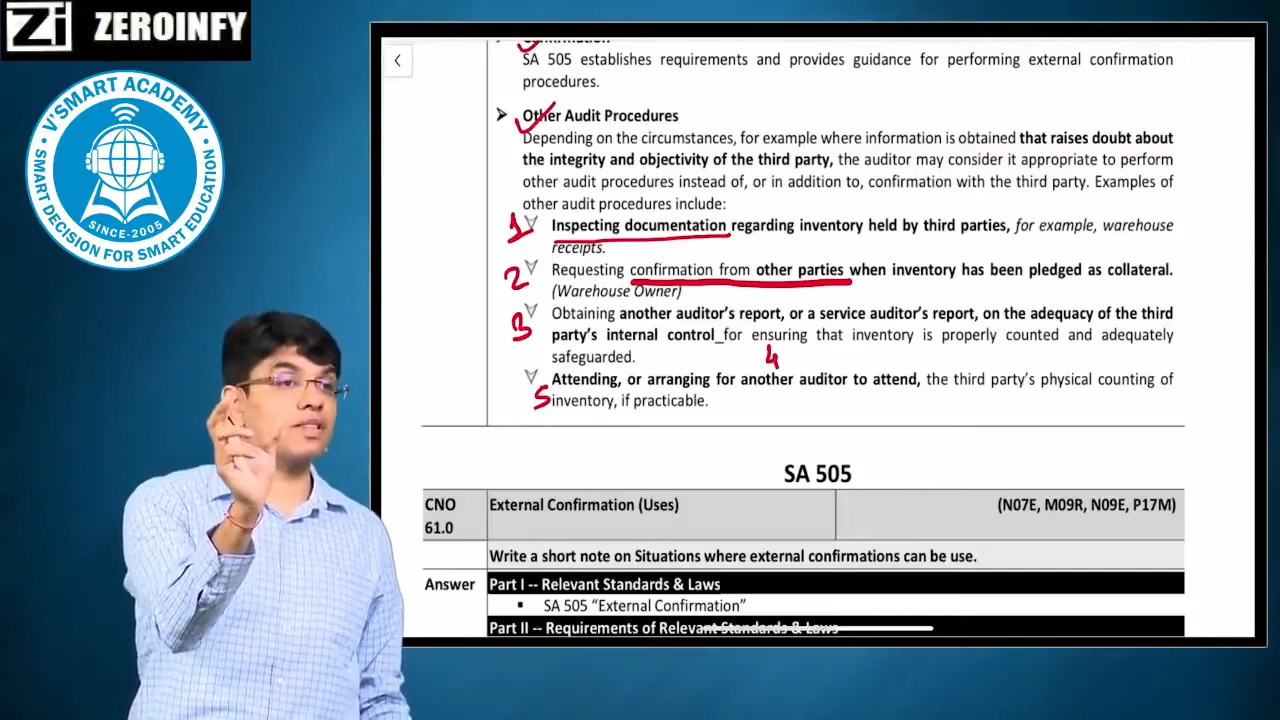 Zi ZEROINFY
V'SMART ACADEMY
SINCE-2005
SMART DECISION FOR SMART EDUCATION
Confirmation
SA 505 establishes requirements and provides guidance for performing external confirmation
procedures.
Other Audit Procedures
Depending on the circumstances, for example where information is obtained that raises doubt about
the integrity and objectivity of the third party, the auditor may consider it appropriate to perform
other audit procedures instead of, or in addition to, confirmation with the third party. Examples of
other audit procedures include:
1 Inspecting documentation regarding inventory held by third parties, for example, warehouse
receipts.
2 Requesting confirmation from other parties when inventory has been pledged as collateral.
(Warehouse Owner)
3 Obtaining another auditor's report, or a service auditor's report, on the adequacy of the third
party's internal control_for ensuring that inventory is properly counted and adequately
safeguarded.
4
Attending, or arranging for another auditor to attend, the third party's physical counting of
5 inventory, if practicable.
SA 505
CNO
61.0
External Confirmation (Uses)
(N07E, M09R, N09E, P17M)
Write a short note on Situations where external confirmations can be use.
Answer
Part I -- Relevant Standards & Laws
▪ SA 505 “External Confirmation”
Part II -- Requirements of Relevant Standards & Laws